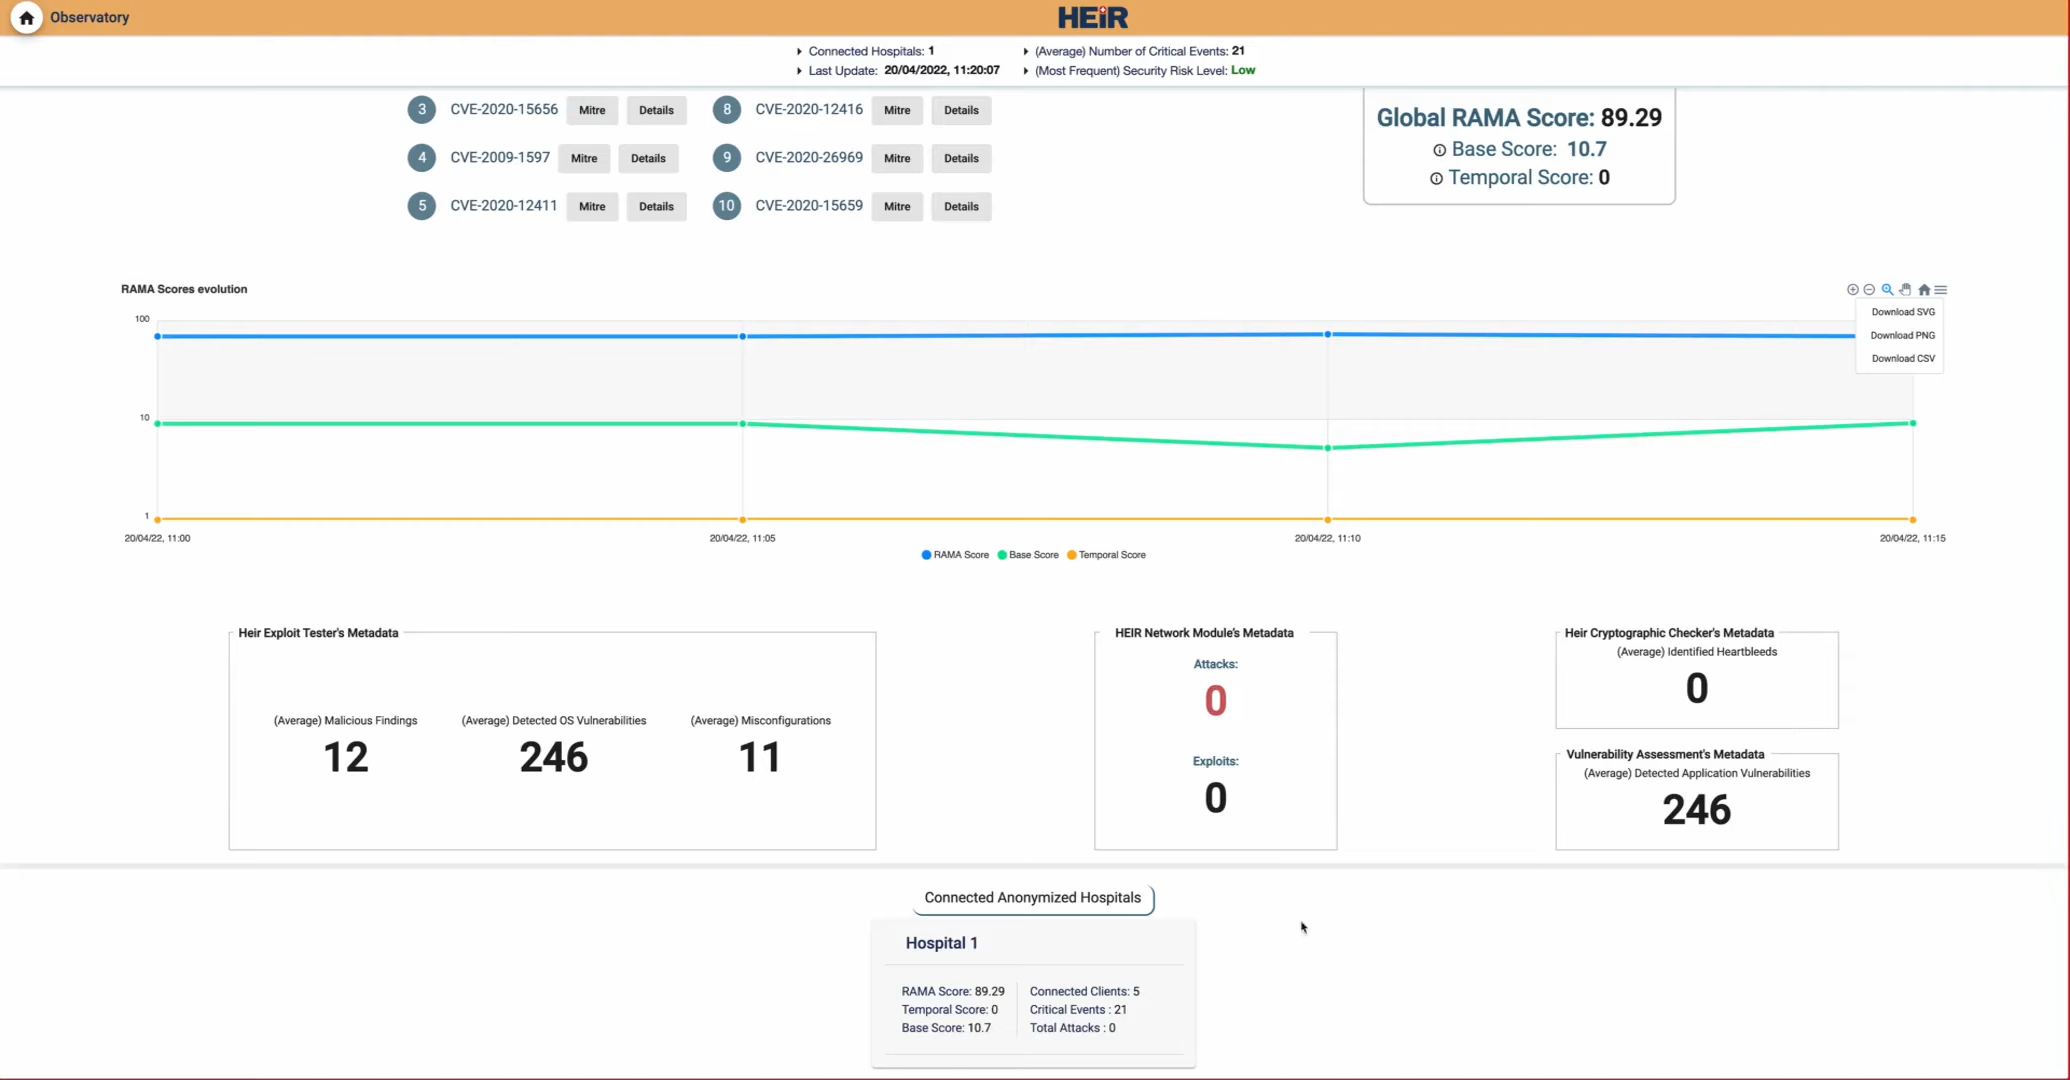 Observatory
HEiR
Connected Hospitals: 1
(Average) Number of Critical Events: 21
Last Update: 20/04/2022, 11:20:07
(Most Frequent) Security Risk Level: Low
3 CVE-2020-15656 Mitre Details
8 CVE-2020-12416 Mitre Details
4 CVE-2009-1597 Mitre Details
9 CVE-2020-26969 Mitre Details
5 CVE-2020-12411 Mitre Details
10 CVE-2020-15659 Mitre Details
Global RAMA Score: 89.29
Base Score: 10.7
Temporal Score: 0
RAMA Scores evolution
Download SVG
Download PNG
Download CSV
100
10
1
20/04/22, 11:00
20/04/22, 11:05
20/04/22, 11:10
20/04/22, 11:15
RAMA Score Base Score Temporal Score
Heir Exploit Tester's Metadata
(Average) Malicious Findings
12
(Average) Detected OS Vulnerabilities
246
(Average) Misconfigurations
11
HEIR Network Module's Metadata
Attacks:
0
Exploits:
0
Heir Cryptographic Checker's Metadata
(Average) Identified Heartbleeds
0
Vulnerability Assessment's Metadata
(Average) Detected Application Vulnerabilities
246
Connected Anonymized Hospitals
Hospital 1
RAMA Score: 89.29
Temporal Score: 0
Base Score: 10.7
Connected Clients: 5
Critical Events : 21
Total Attacks : 0